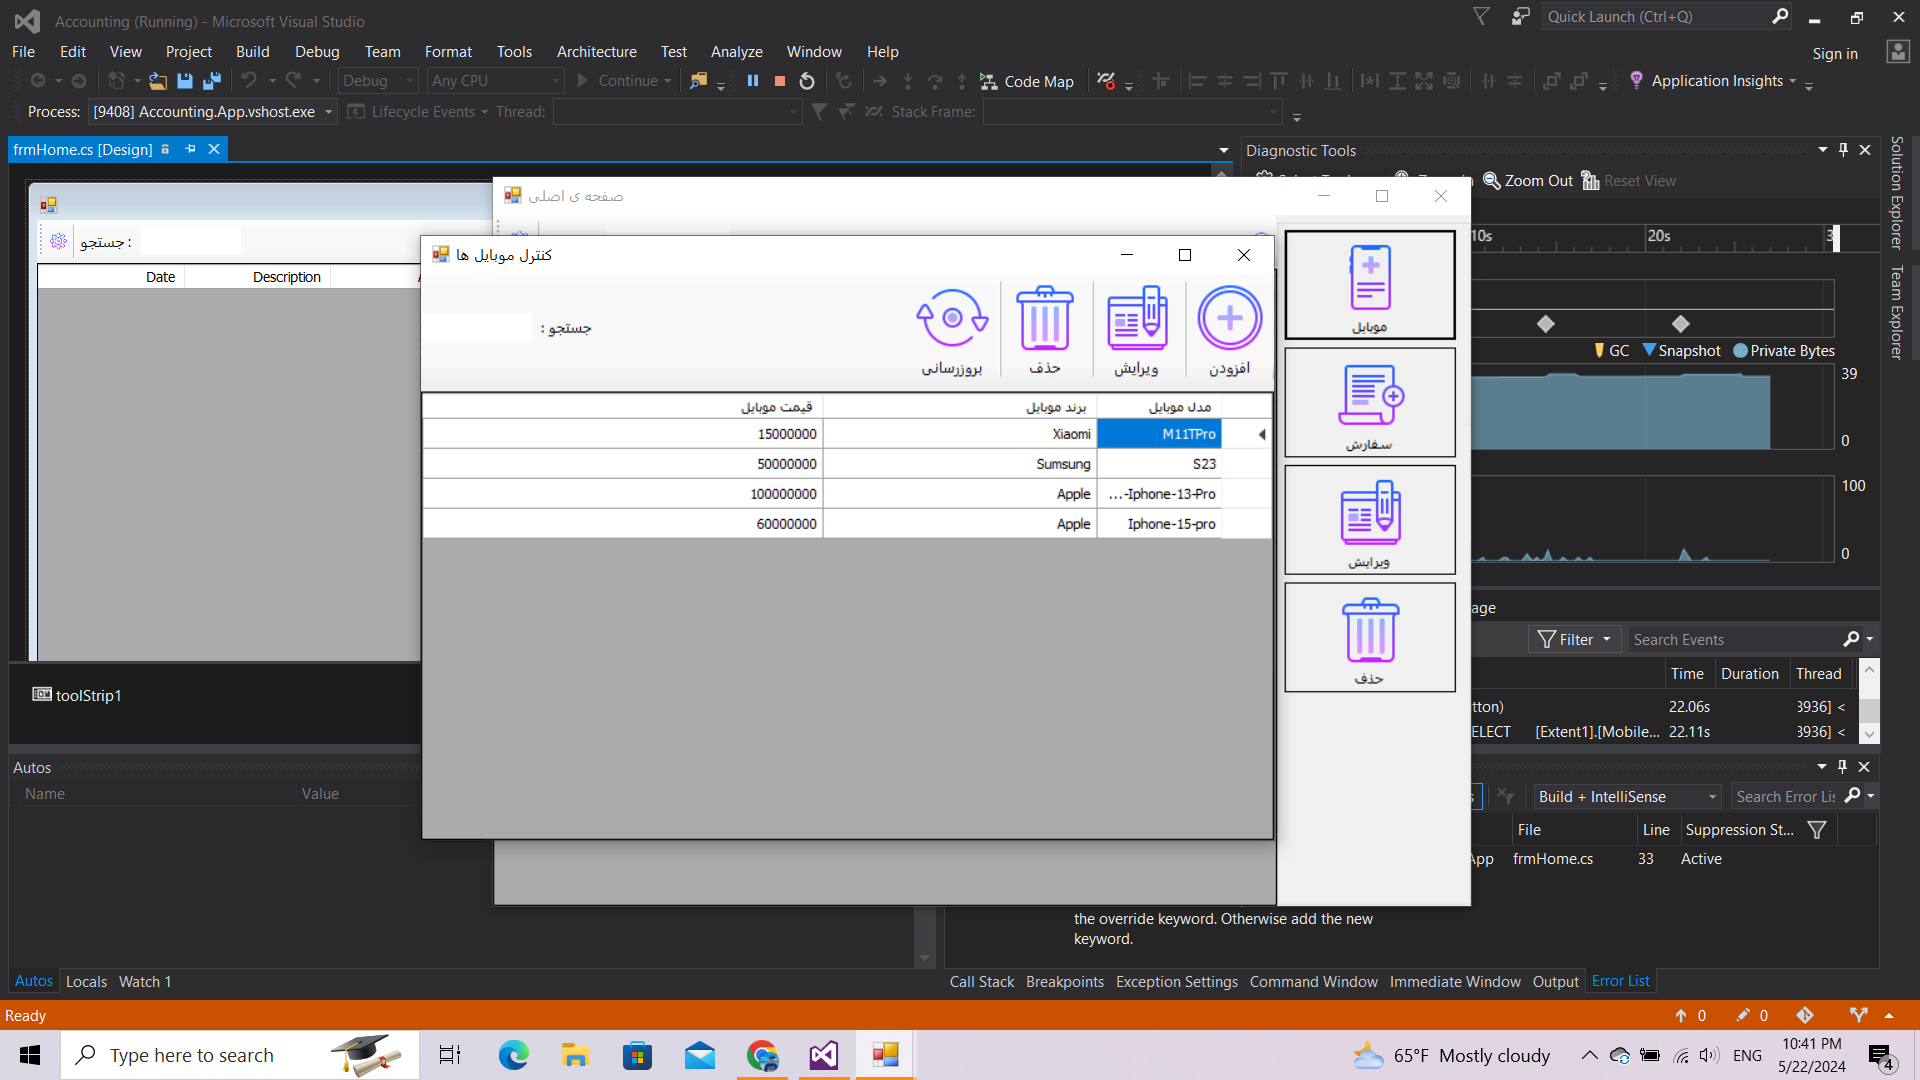 Accounting (Running) - Microsoft Visual Studio
Quick Launch (Ctrl+Q)
File Edit View Project Build Debug Team Format Tools Architecture Test Analyze Window Help
Sign in
Debug Any CPU Continue Code Map Application Insights
Process: [9408] Accounting.App.vshost.exe Lifecycle Events Thread: Stack Frame:
frmHome.cs [Design]
Diagnostic Tools
Zoom Out Reset View
صفحه ی اصلی
جستجو :
Date Description
کنترل موبایل ها
10s 20s
جستجو :
بروزرسانی حذف ویرایش افزودن
موبایل
سفارش
ویرایش
حذف
GC Snapshot Private Bytes
39
0
100
0
مدل موبایل برند موبایل قیمت موبایل
M11TPro Xiaomi 15000000
S23 Sumsung 50000000
Iphone-13-Pro-... Apple 100000000
Iphone-15-pro Apple 60000000
age
Filter Search Events
Time Duration Thread
tton) 22.06s 3936] <
ELECT [Extent1].[Mobile... 22.11s 3936] <
toolStrip1
Autos
Name Value
Build + IntelliSense
File Line Suppression St...
App frmHome.cs 33 Active
the override keyword. Otherwise add the new
keyword.
Autos Locals Watch 1
Call Stack Breakpoints Exception Settings Command Window Immediate Window Output Error List
Ready
0 0
Type here to search
65°F Mostly cloudy
ENG
10:41 PM
5/22/2024
4